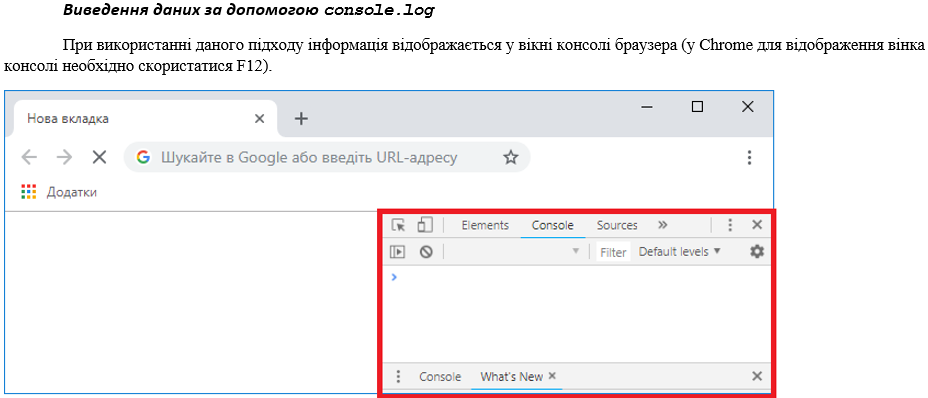 Виведення даних за допомогою console.log
При використанні даного підходу інформація відображається у вікні консолі браузера (у Chrome для відображення вінка
консолі необхідно скористатися F12).
Нова вкладка
Шукайте в Google або введіть URL-адресу
Додатки
Elements Console Sources »
Filter Default levels ▼
Console What's New